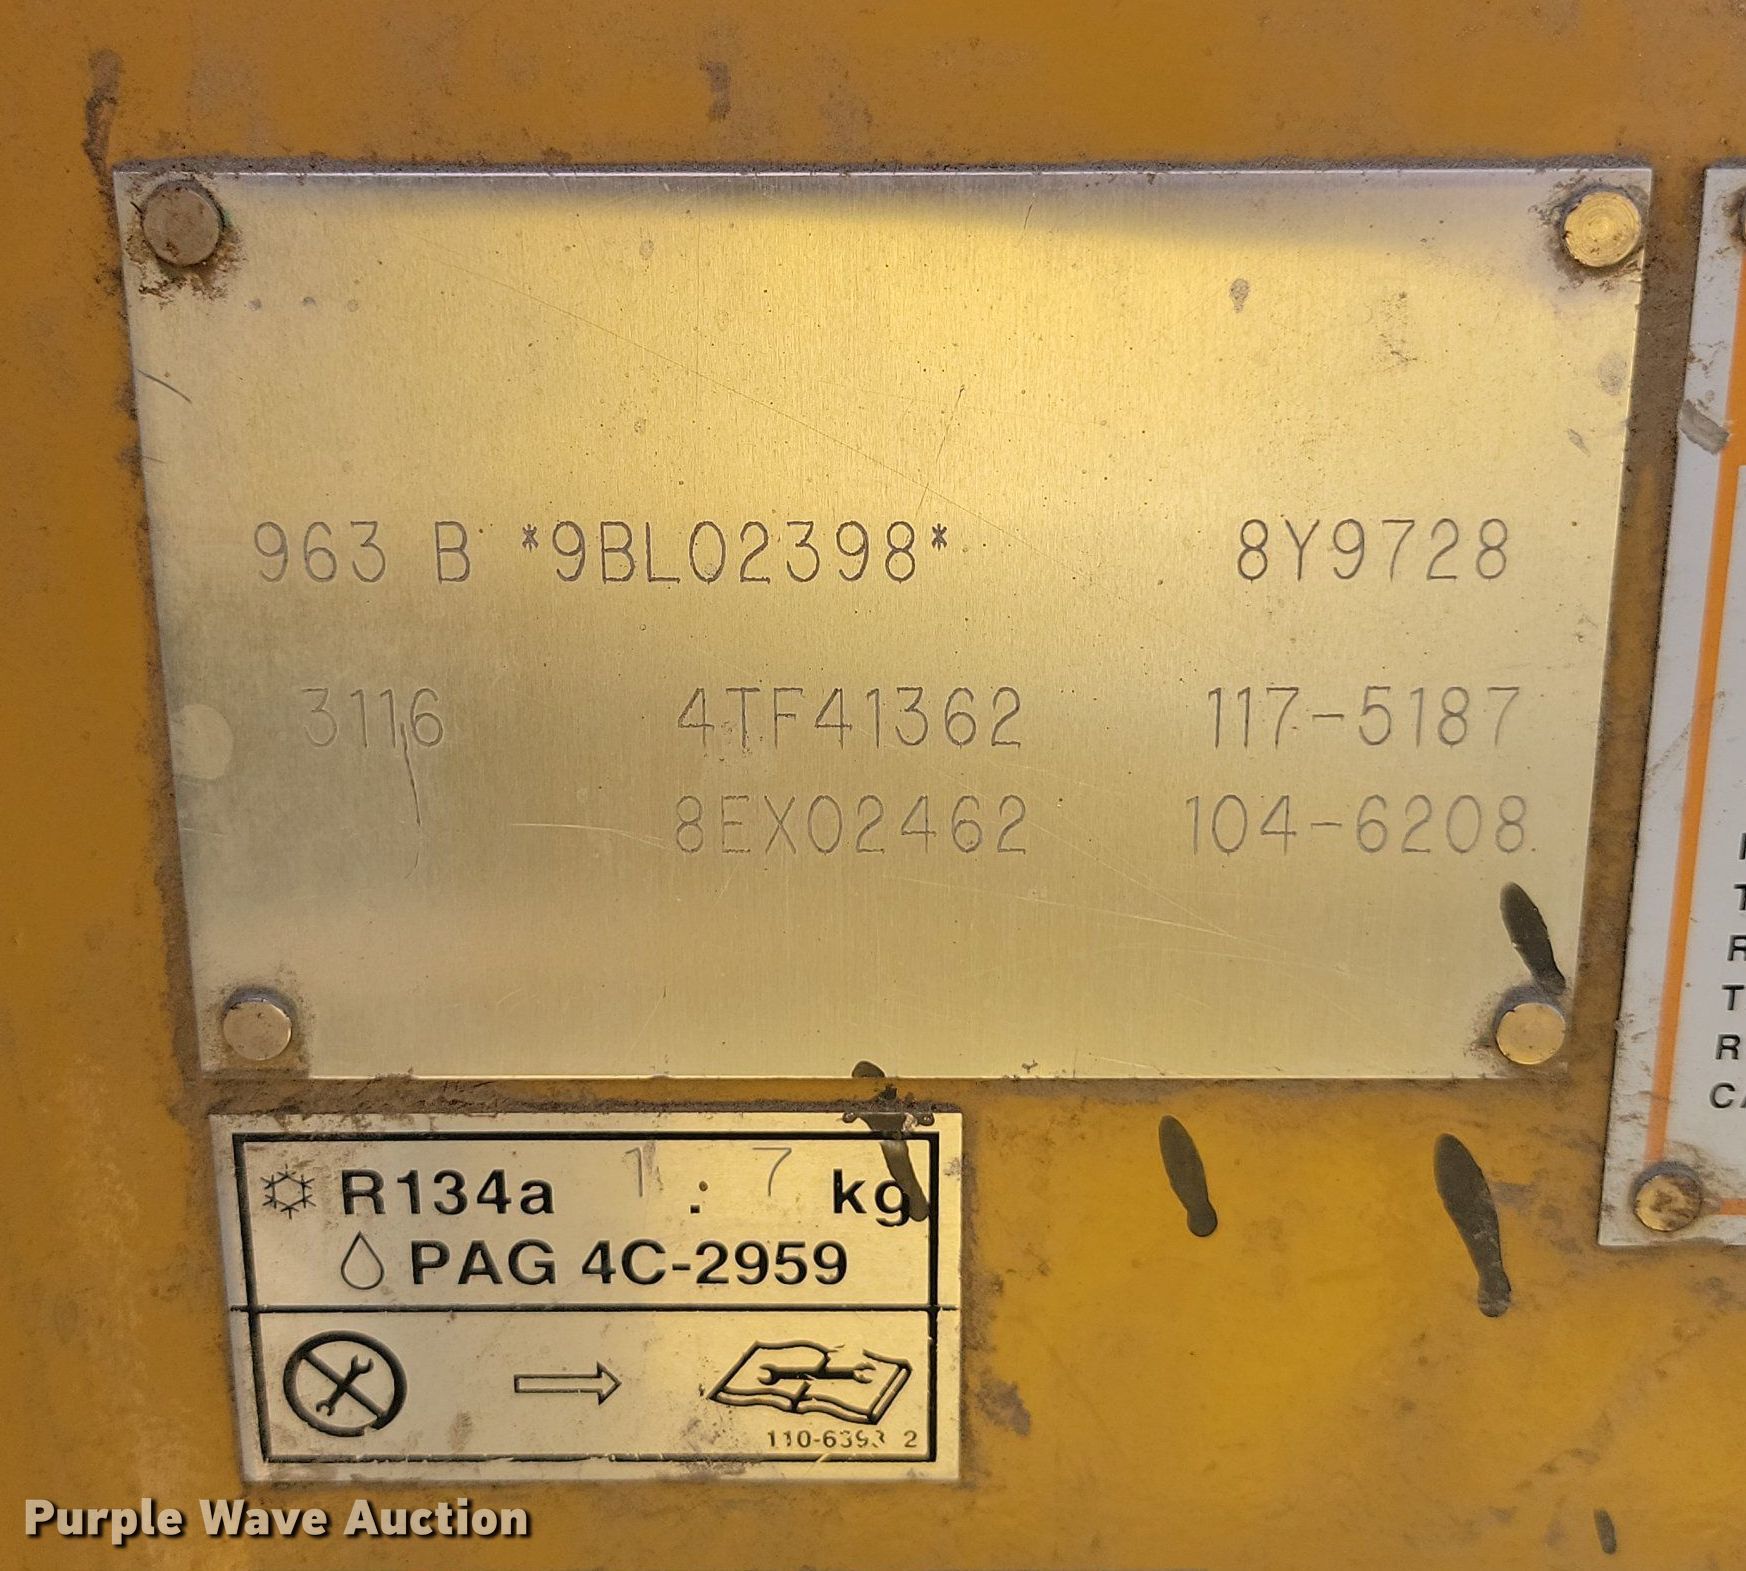 963 B *9BL02398* 8Y9728
3116 4TF41362 117-5187
8EX02462 104-6208
R134a 1.7 kg
PAG 4C-2959
110-6393 2
T
R
T
R
CA
Purple Wave Auction